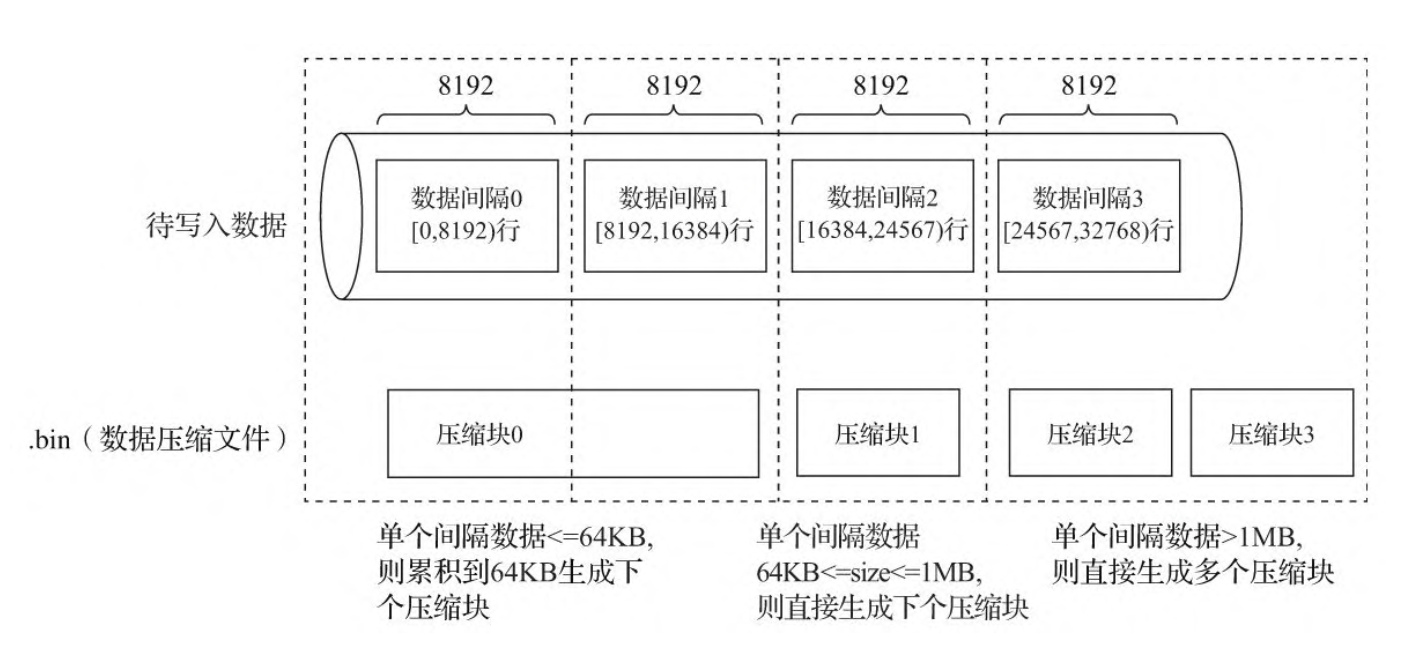 8192
8192
8192
8192
待写入数据
数据间隔0
[0,8192)行
数据间隔1
[8192,16384)行
数据间隔2
[16384,24567)行
数据间隔3
[24567,32768)行
.bin（数据压缩文件）
压缩块0
压缩块1
压缩块2
压缩块3
单个间隔数据<=64KB,
则累积到64KB生成下
个压缩块
单个间隔数据
64KB<=size<=1MB,
则直接生成下个压缩块
单个间隔数据>1MB,
则直接生成多个压缩块